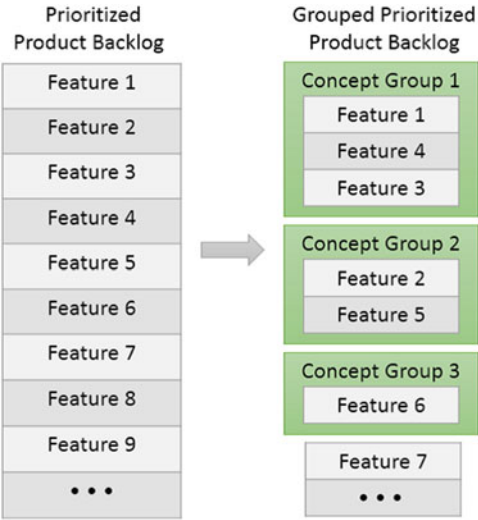 Prioritized
Product Backlog
Feature 1
Feature 2
Feature 3
Feature 4
Feature 5
Feature 6
Feature 7
Feature 8
Feature 9
•••
Grouped Prioritized
Product Backlog
Concept Group 1
Feature 1
Feature 4
Feature 3
Concept Group 2
Feature 2
Feature 5
Concept Group 3
Feature 6
Feature 7
•••